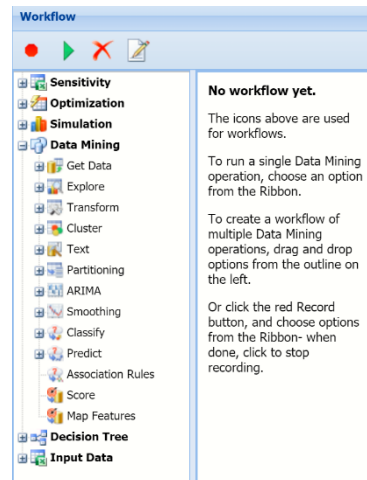 Workflow
Sensitivity
Optimization
Simulation
Data Mining
Get Data
Explore
Transform
Cluster
Text
Partitioning
ARIMA
Smoothing
Classify
Predict
Association Rules
Score
Map Features
Decision Tree
Input Data
No workflow yet.
The icons above are used
for workflows.
To run a single Data Mining
operation, choose an option
from the Ribbon.
To create a workflow of
multiple Data Mining
operations, drag and drop
options from the outline on
the left.
Or click the red Record
button, and choose options
from the Ribbon- when
done, click to stop
recording.